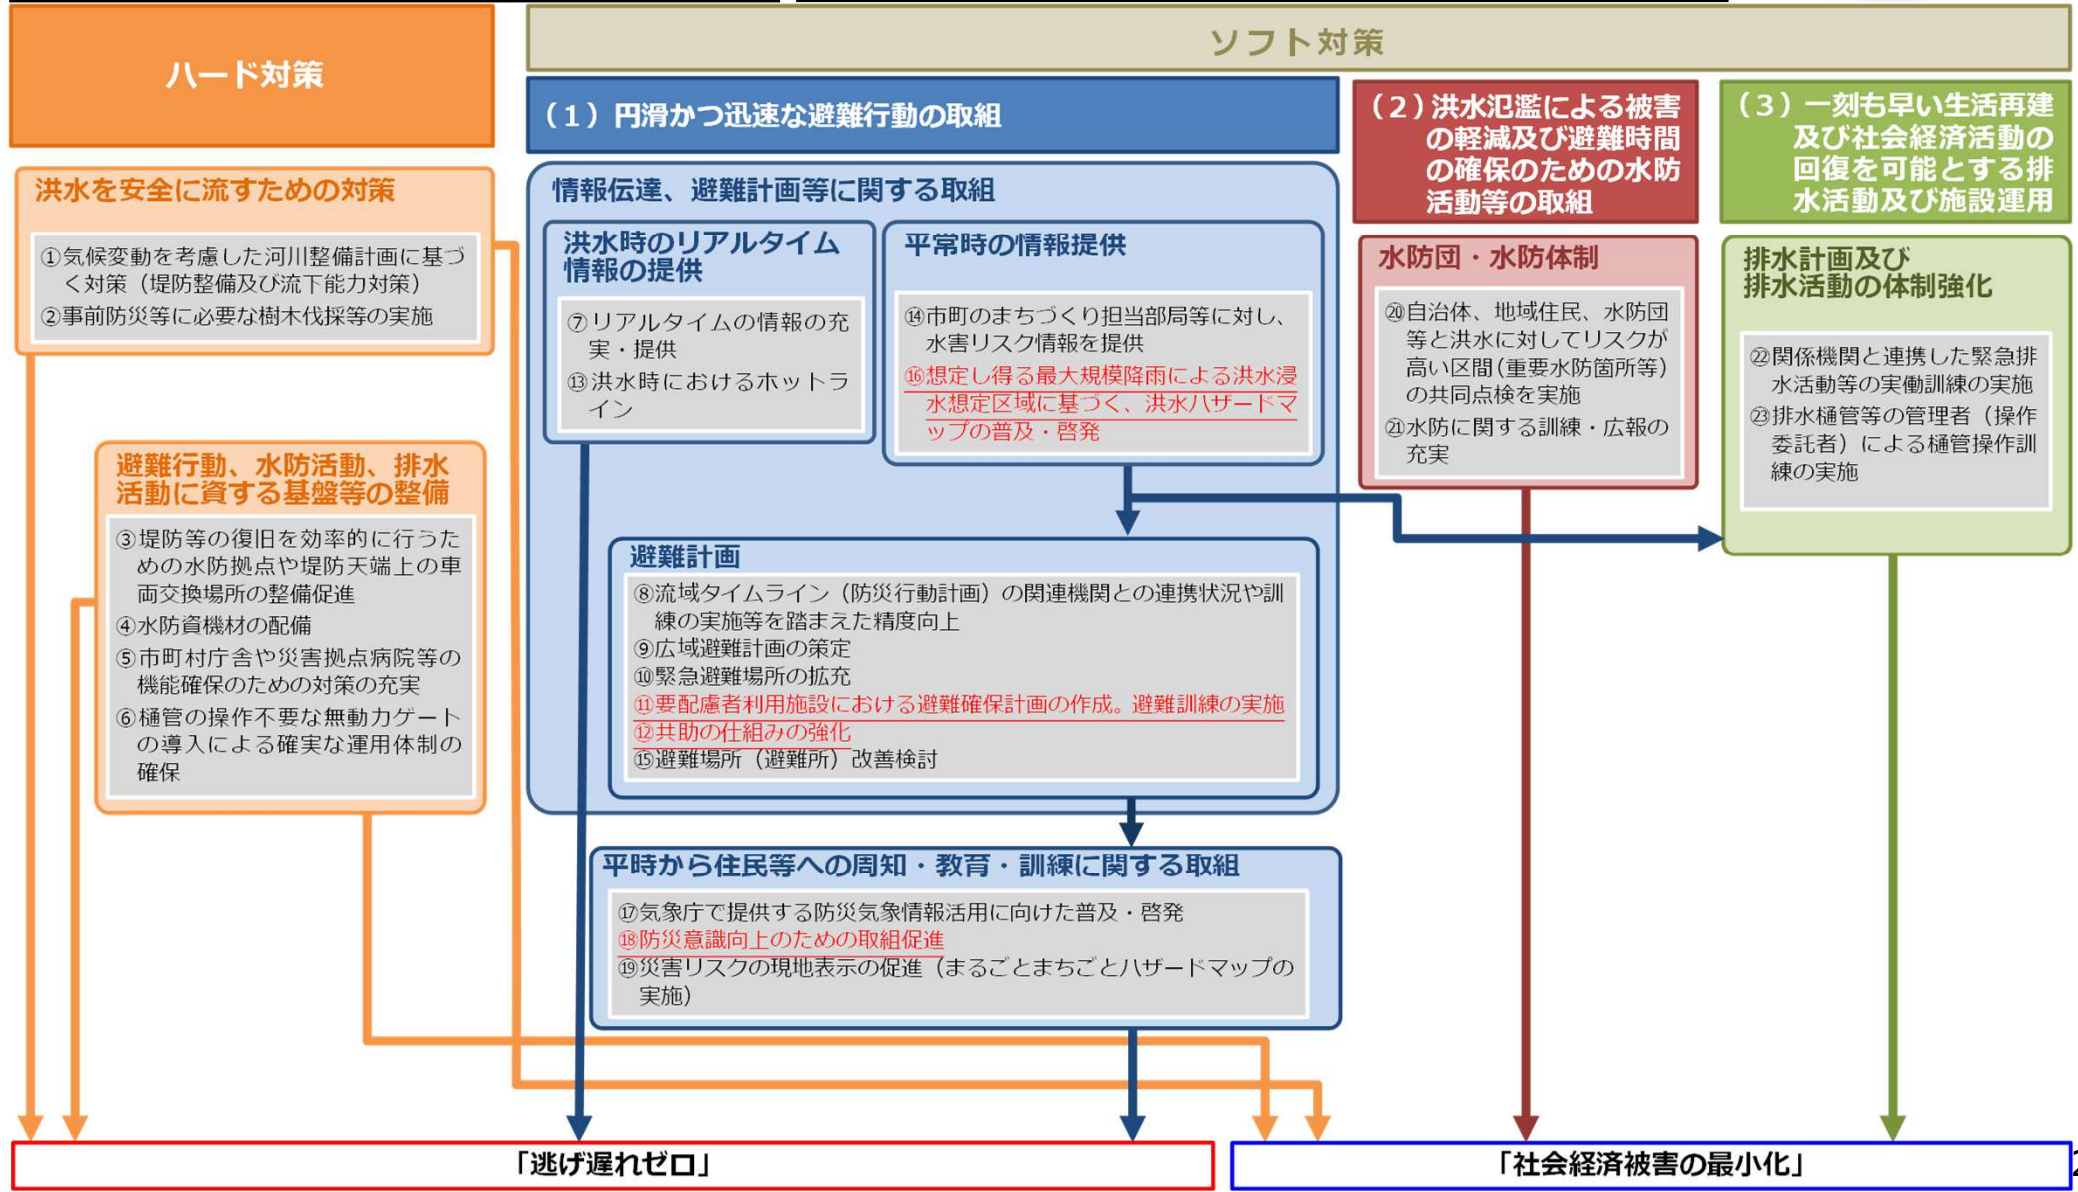 ハード対策
洪水を安全に流すための対策
①気候変動を考慮した河川整備計画に基づ
く対策（堤防整備及び流下能力対策）
②事前防災等に必要な樹木伐採等の実施
避難行動、水防活動、排水
活動に資する基盤等の整備
③堤防等の復旧を効率的に行うた
めの水防拠点や堤防天端上の車
両交換場所の整備促進
④水防資機材の配備
⑤市町村庁舎や災害拠点病院等の
機能確保のための対策の充実
⑥樋管の操作不要な無動力ゲート
の導入による確実な運用体制の
確保
ソフト対策
（１）円滑かつ迅速な避難行動の取組
情報伝達、避難計画等に関する取組
洪水時のリアルタイム
情報の提供
⑦リアルタイムの情報の充
実・提供
⑬洪水時におけるホットラ
イン
平常時の情報提供
⑭市町のまちづくり担当部局等に対し、
水害リスク情報を提供
⑯想定し得る最大規模降雨による洪水浸
水想定区域に基づく、洪水ハザードマ
ップの普及・啓発
避難計画
⑧流域タイムライン（防災行動計画）の関連機関との連携状況や訓
練の実施等を踏まえた精度向上
⑨広域避難計画の策定
⑩緊急避難場所の拡充
⑪要配慮者利用施設における避難確保計画の作成。避難訓練の実施
⑫共助の仕組みの強化
⑮避難場所（避難所）改善検討
平時から住民等への周知・教育・訓練に関する取組
⑰気象庁で提供する防災気象情報活用に向けた普及・啓発
⑱防災意識向上のための取組促進
⑲災害リスクの現地表示の促進（まるごとまちごとハザードマップの
実施）
（２）洪水氾濫による被害
の軽減及び避難時間
の確保のための水防
活動等の取組
水防団・水防体制
⑳自治体、地域住民、水防団
等と洪水に対してリスクが
高い区間（重要水防箇所等）
の共同点検を実施
㉑水防に関する訓練・広報の
充実
（３）一刻も早い生活再建
及び社会経済活動の
回復を可能とする排
水活動及び施設運用
排水計画及び
排水活動の体制強化
㉒関係機関と連携した緊急排
水活動等の実働訓練の実施
㉓排水樋管等の管理者（操作
委託者）による樋管操作訓
練の実施
「逃げ遅れゼロ」
「社会経済被害の最小化」